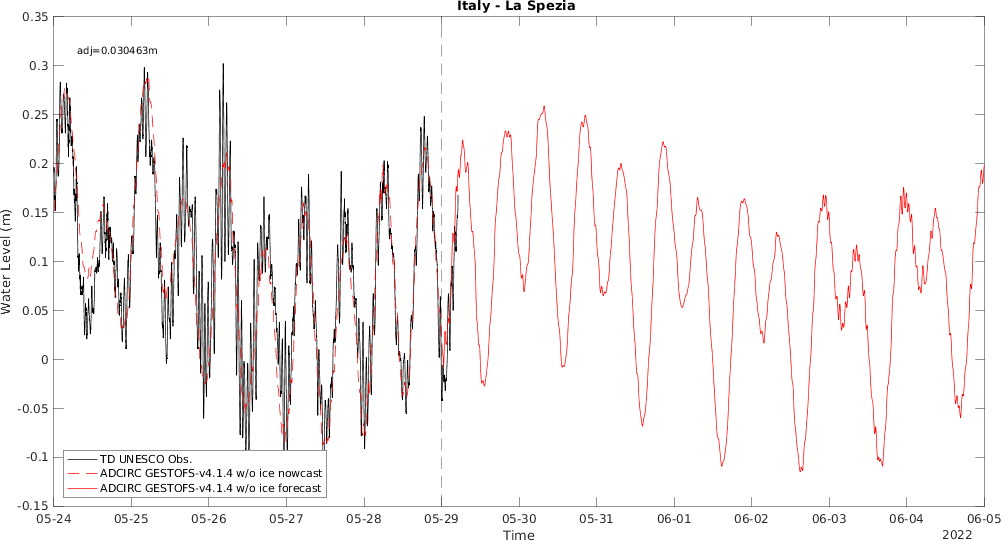 Italy - La Spezia
adj=0.030463m
0.35
0.3
0.25
0.2
0.15
0.1
0.05
0
-0.05
-0.1
-0.15
Water Level (m)
TD UNESCO Obs.
ADCIRC GESTOFS-v4.1.4 w/o ice nowcast
ADCIRC GESTOFS-v4.1.4 w/o ice forecast
05-24 05-25 05-26 05-27 05-28 05-29 05-30 05-31 06-01 06-02 06-03 06-04 06-05
Time
2022